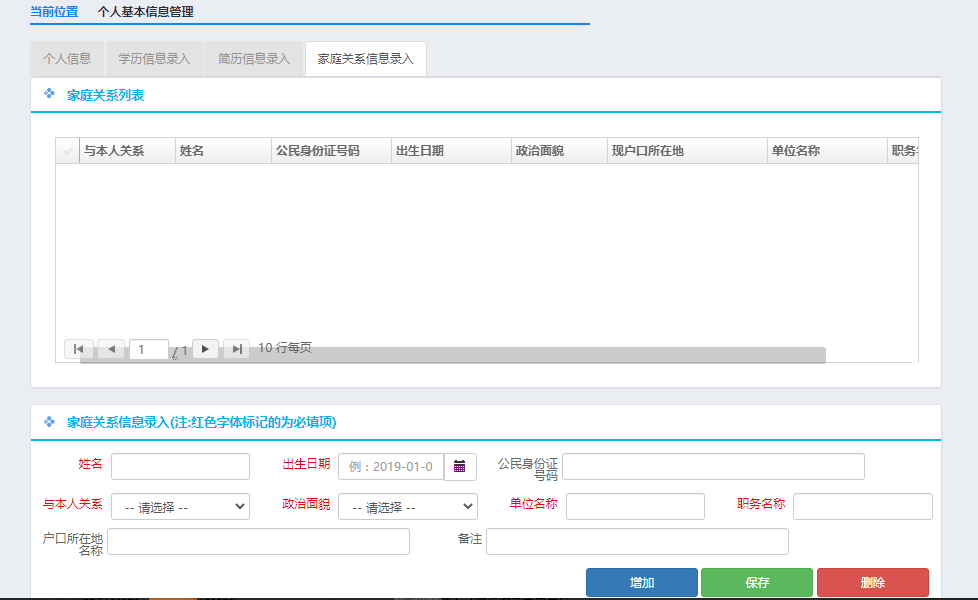 当前位置 个人基本信息管理
个人信息 学历信息录入 简历信息录入 家庭关系信息录入
家庭关系列表
与本人关系 姓名 公民身份证号码 出生日期 政治面貌 现户口所在地 单位名称 职务
1 / 1 10 行每页
家庭关系信息录入(注:红色字体标记的为必填项)
姓名 出生日期 例：2019-01-0 公民身份证
号码
与本人关系 -- 请选择 -- 政治面貌 -- 请选择 -- 单位名称 职务名称
户口所在地 备注
名称
增加 保存 删除